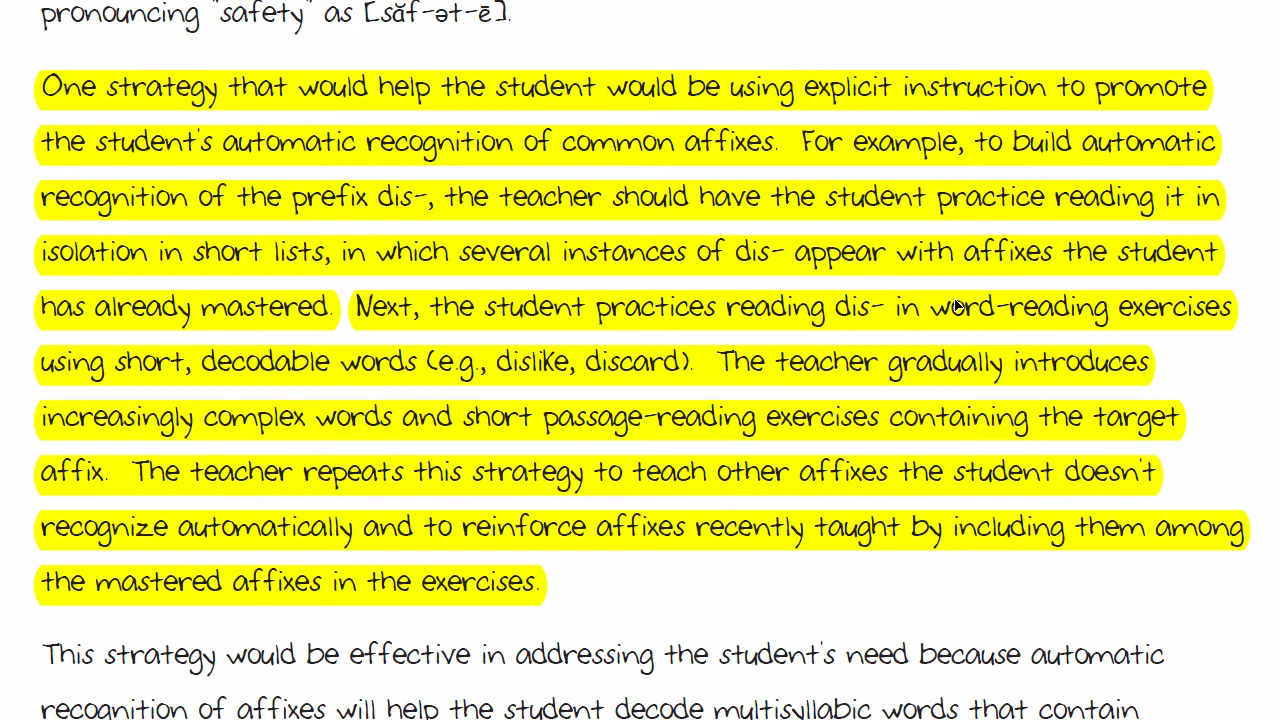 pronouncing "safety" as [săf-ət-ē].
One strategy that would help the student would be using explicit instruction to promote
the student's automatic recognition of common affixes. For example, to build automatic
recognition of the prefix dis-, the teacher should have the student practice reading it in
isolation in short lists, in which several instances of dis- appear with affixes the student
has already mastered. Next, the student practices reading dis- in word-reading exercises
using short, decodable words (e.g., dislike, discard). The teacher gradually introduces
increasingly complex words and short passage-reading exercises containing the target
affix. The teacher repeats this strategy to teach other affixes the student doesn't
recognize automatically and to reinforce affixes recently taught by including them among
the mastered affixes in the exercises.
This strategy would be effective in addressing the student's need because automatic
recognition of affixes will help the student decode multisyllabic words that contain